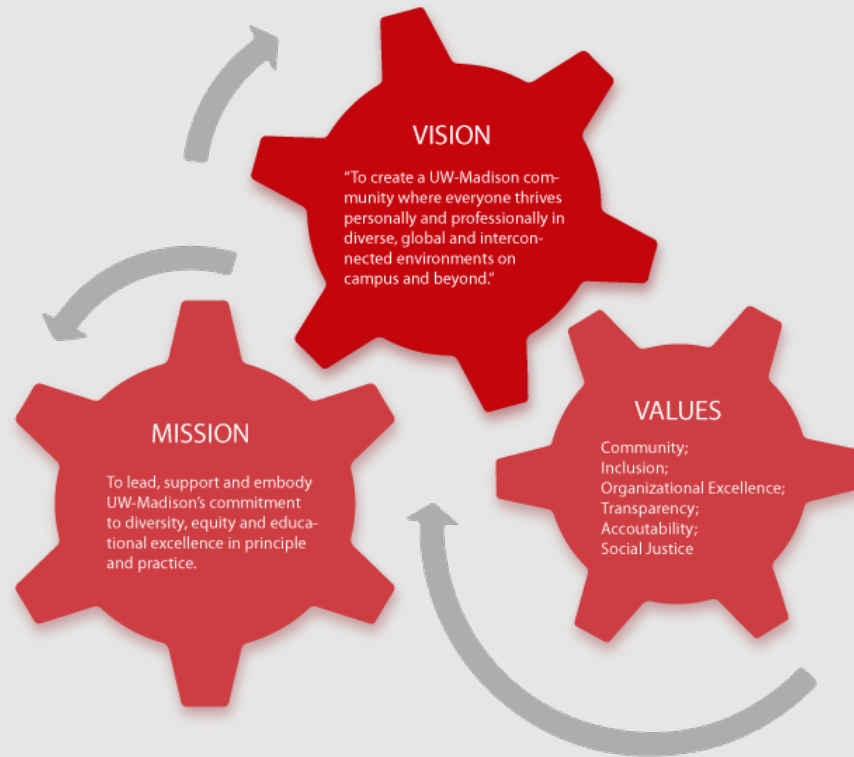 VISION
“To create a UW-Madison com-
munity where everyone thrives
personally and professionally in
diverse, global and intercon-
nected environments on
campus and beyond.”
MISSION
To lead, support and embody
UW-Madison’s commitment
to diversity, equity and educa-
tional excellence in principle
and practice.
VALUES
Community;
Inclusion;
Organizational Excellence;
Transparency;
Accoutability;
Social Justice